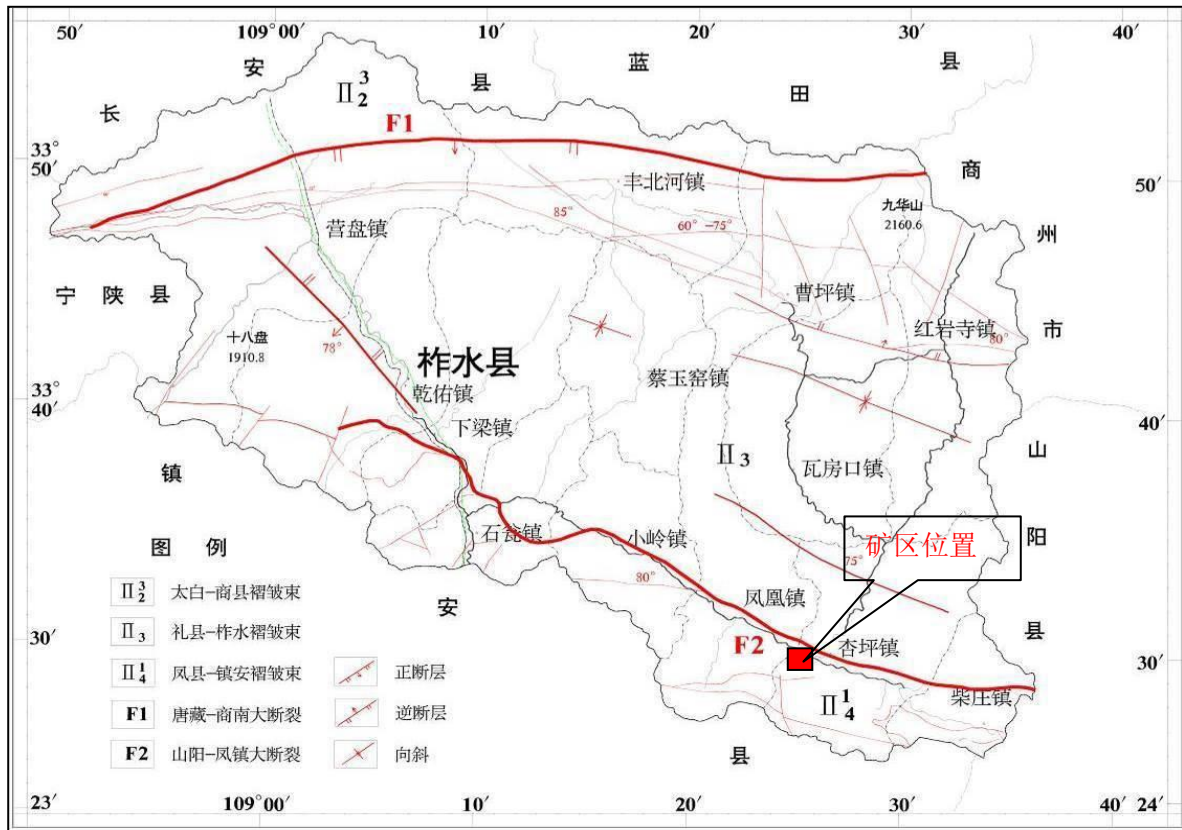 50′ 109° 00′ 10′ 20′ 30′ 40′
安 县 蓝 县
田
长 Ⅱ³₂
F1
33° 50′ 商 50′
丰北河镇
九华山
2160.6
85° 60° -75°
营盘镇 州
宁 陕 县 曹坪镇
红岩寺镇 市
80°
十八盘
1910.8
78° 柞水县
33° 40′ 乾佑镇 蔡玉窑镇 40′
下梁镇
Ⅱ₃ 山
瓦房口镇
镇
石瓮镇 小岭镇 矿区位置 阳
75°
80° 凤凰镇
安
30′ F2 杏坪镇 县 30′
柴庄镇
Ⅱ¹₄
县
图 例
Ⅱ³₂ 太白-商县褶皱束
Ⅱ₃ 礼县-柞水褶皱束
Ⅱ¹₄ 凤县-镇安褶皱束 正断层
F1 唐藏-商南大断裂 逆断层
F2 山阳-凤镇大断裂 向斜
23′ 109° 00′ 10′ 20′ 30′ 40′ 24′